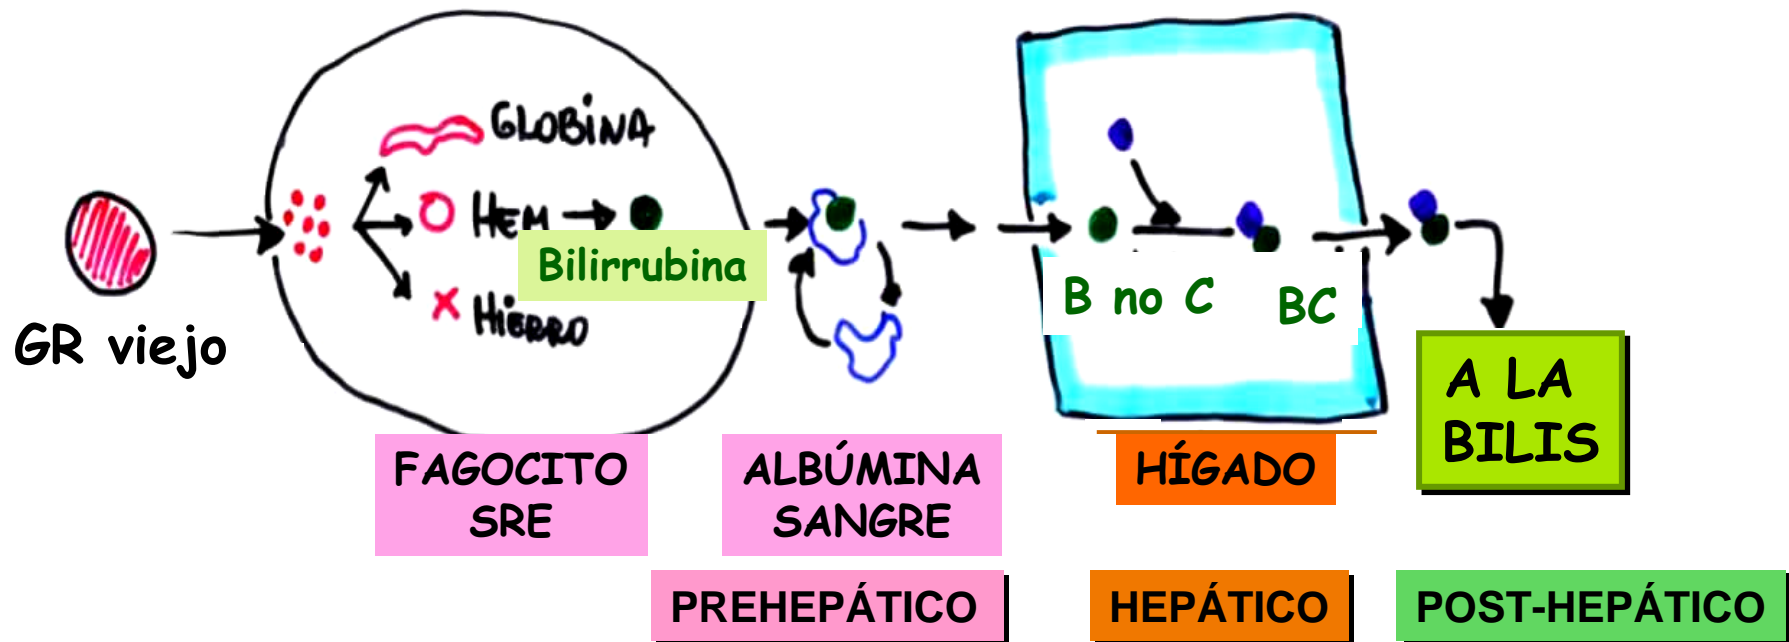 GR viejo
GLOBINA
HEM
Bilirrubina
HIERRO
FAGOCITO
SRE
ALBÚMINA
SANGRE
B no C
BC
HÍGADO
A LA
BILIS
PREHEPÁTICO
HEPÁTICO
POST-HEPÁTICO